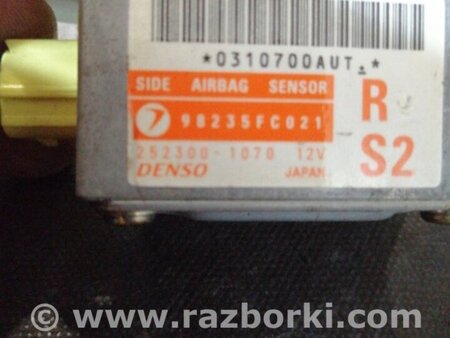 *0310700AUT.*
SIDE AIRBAG SENSOR
R
98235FC021
252300-1070 12V
S2
DENSO JAPAN
© www.razborki.com